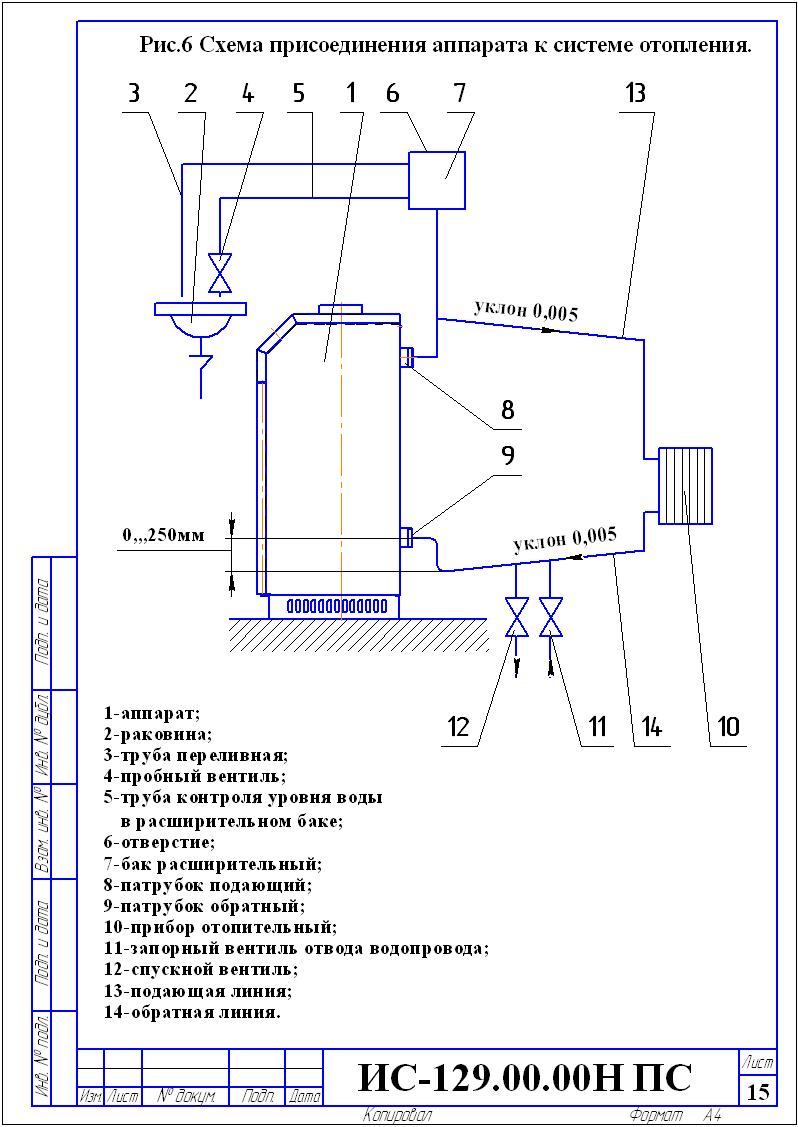 Рис.6 Схема присоединения аппарата к системе отопления.
3 2 4 5 1 6 7 13
уклон 0,005
8
9
0,,,250мм
уклон 0,005
12 11 14 10
1-аппарат;
2-раковина;
3-труба переливная;
4-пробный вентиль;
5-труба контроля уровня воды
в расширительном баке;
6-отверстие;
7-бак расширительный;
8-патрубок подающий;
9-патрубок обратный;
10-прибор отопительный;
11-запорный вентиль отвода водопровода;
12-спускной вентиль;
13-подающая линия;
14-обратная линия.
Подп. и дата
Инв. № дубл.
Взам. инв. №
Подп. и дата
Инв. № подл.
Изм. Лист № докум. Подп. Дата
ИС-129.00.00Н ПС
Лист
15
Копировал Формат А4